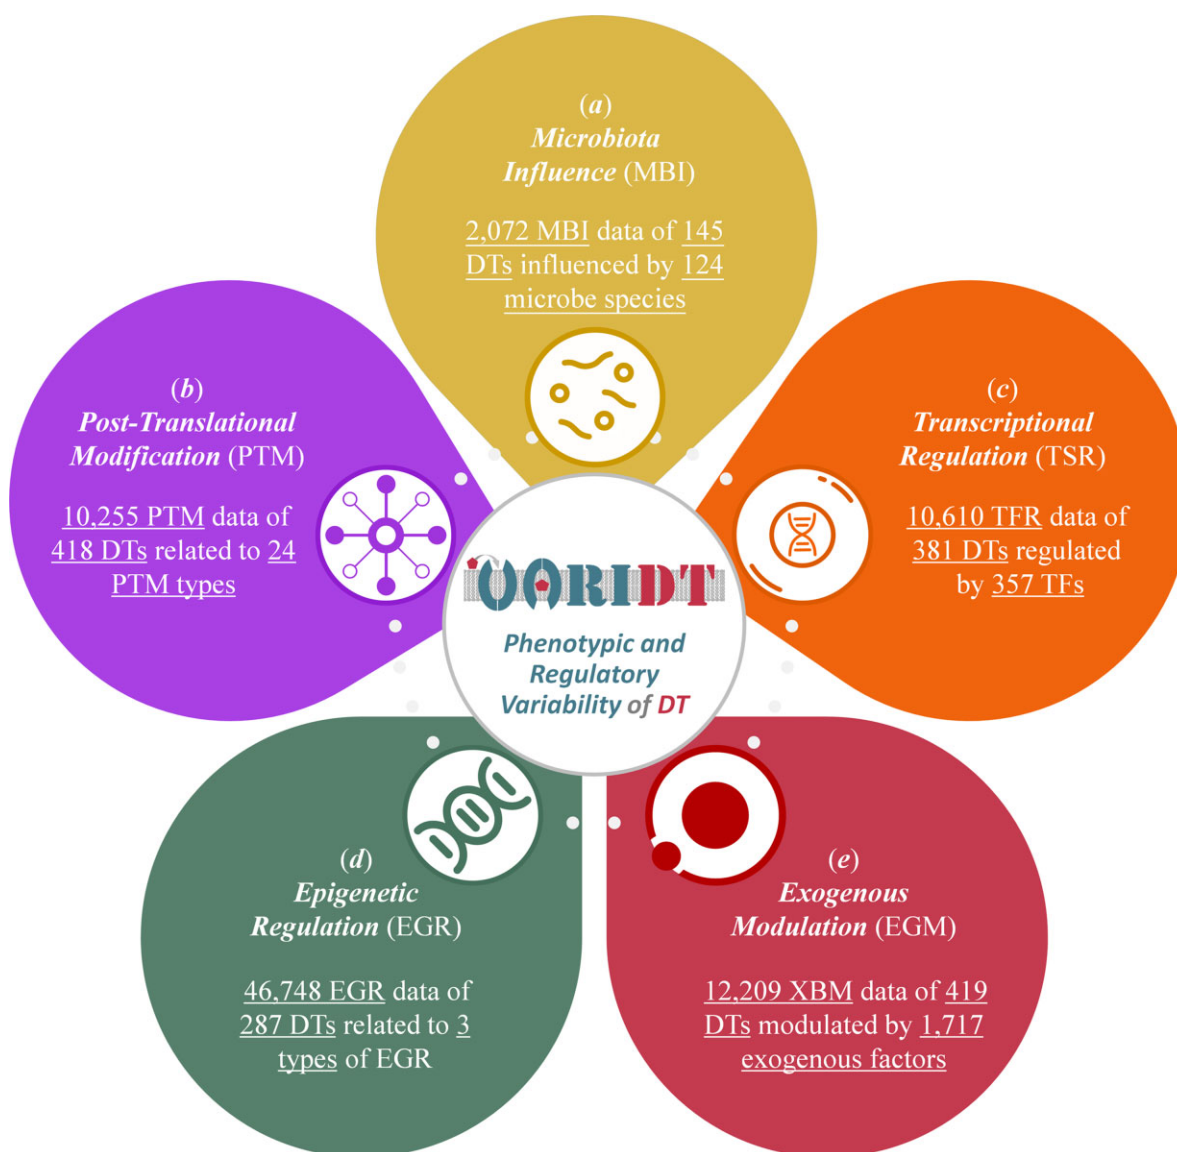 (a)
Microbiota
Influence (MBI)
2,072 MBI data of 145
DTs influenced by 124
microbe species
(b)
Post-Translational
Modification (PTM)
10,255 PTM data of
418 DTs related to 24
PTM types
(c)
Transcriptional
Regulation (TSR)
10,610 TFR data of
381 DTs regulated
by 357 TFs
VARIDT
Phenotypic and
Regulatory
Variability of DT
(d)
Epigenetic
Regulation (EGR)
46,748 EGR data of
287 DTs related to 3
types of EGR
(e)
Exogenous
Modulation (EGM)
12,209 XBM data of 419
DTs modulated by 1,717
exogenous factors